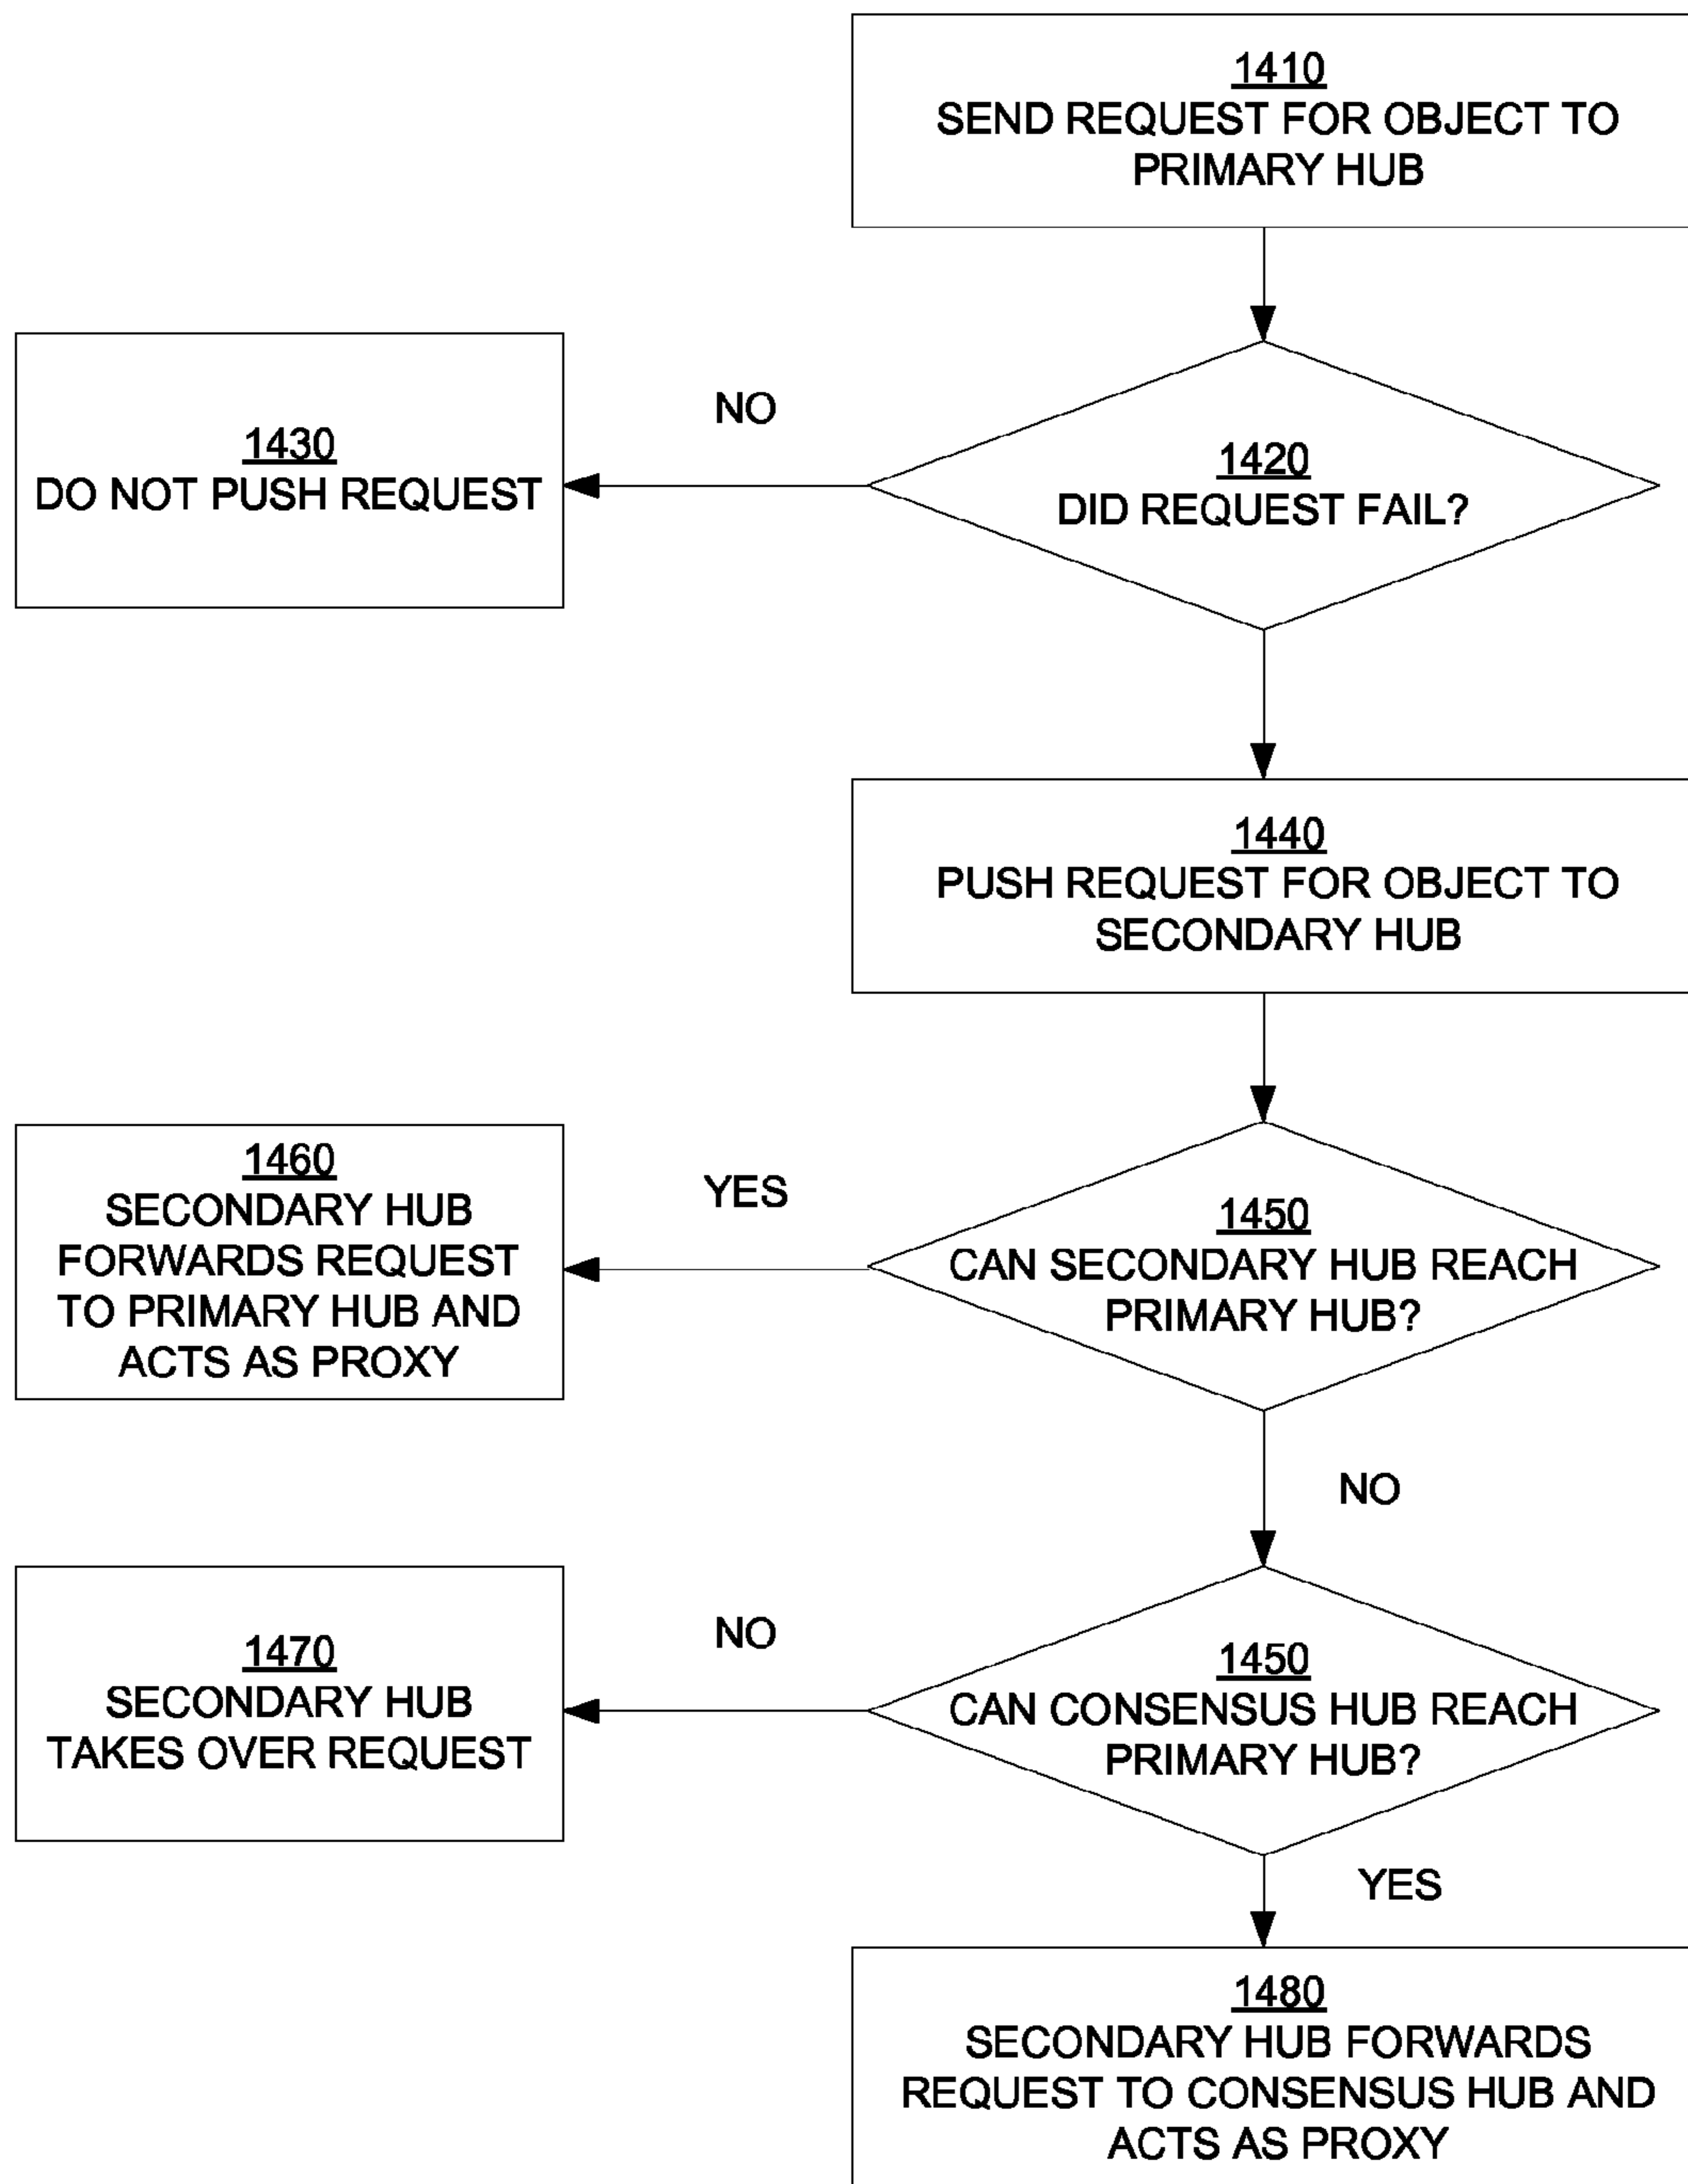 1410
SEND REQUEST FOR OBJECT TO
PRIMARY HUB
NO
1430
DO NOT PUSH REQUEST
1420
DID REQUEST FAIL?
1440
PUSH REQUEST FOR OBJECT TO
SECONDARY HUB
1460
SECONDARY HUB
FORWARDS REQUEST
TO PRIMARY HUB AND
ACTS AS PROXY
YES
1450
CAN SECONDARY HUB REACH
PRIMARY HUB?
NO
1470
SECONDARY HUB
TAKES OVER REQUEST
NO
1450
CAN CONSENSUS HUB REACH
PRIMARY HUB?
YES
1480
SECONDARY HUB FORWARDS
REQUEST TO CONSENSUS HUB AND
ACTS AS PROXY